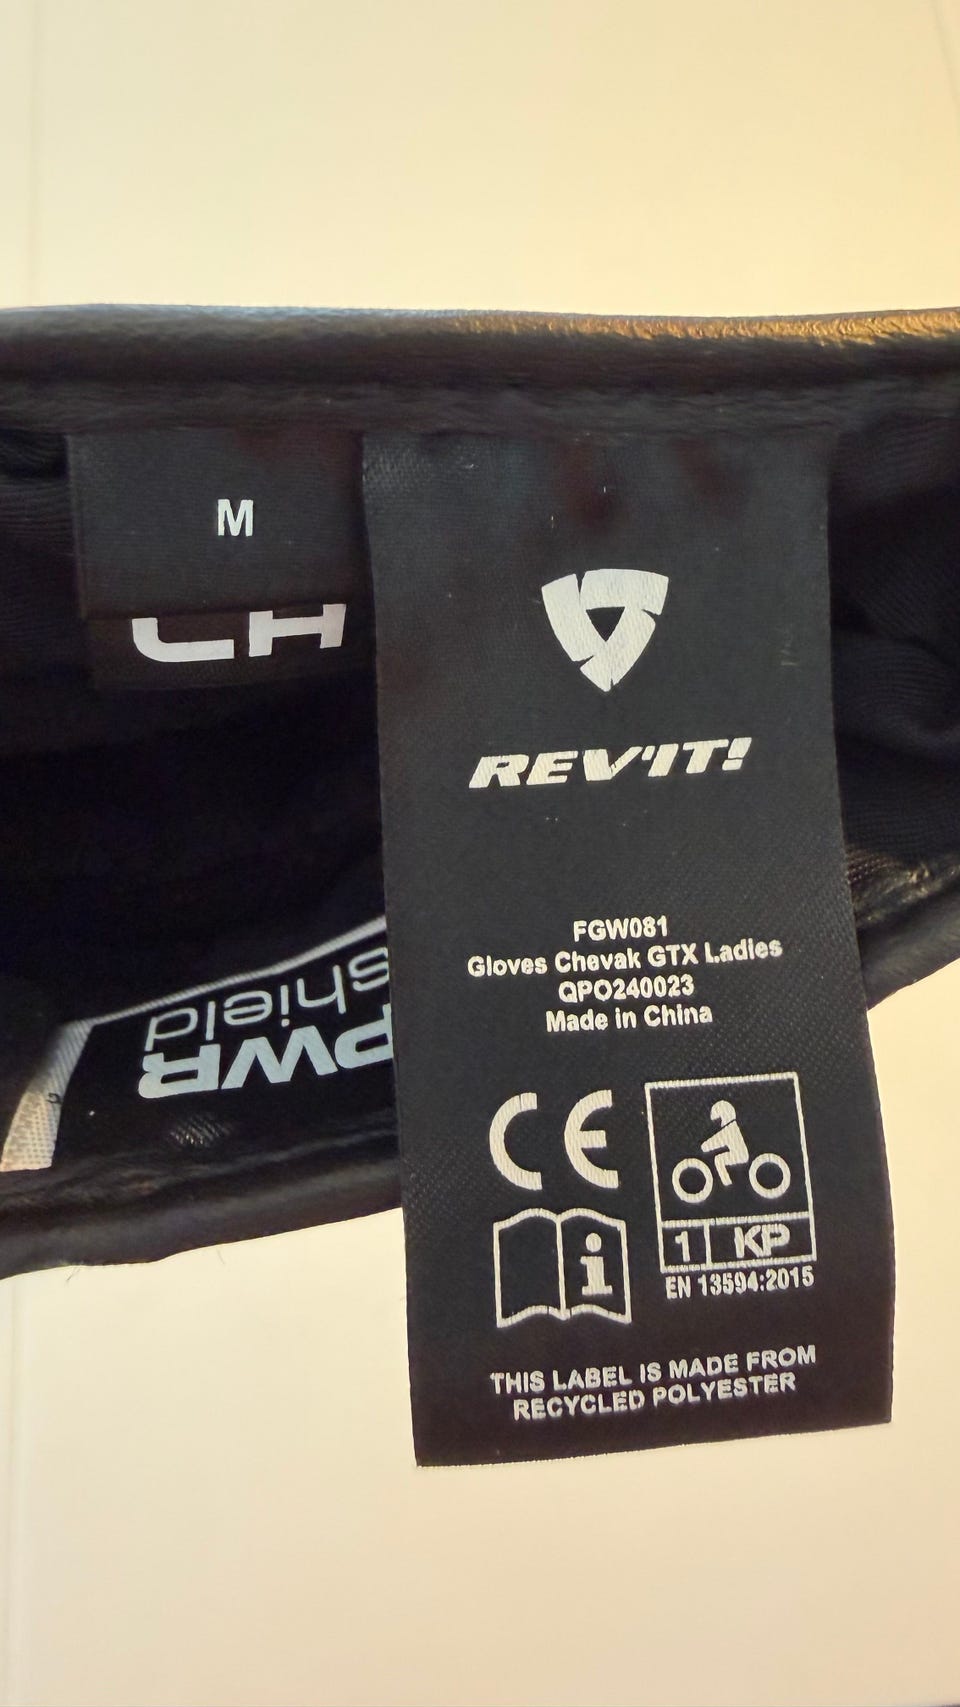 M
REV'IT!
FGW081
Gloves Chevak GTX Ladies
QPO240023
Made in China
CE
i
1 KP
EN 13594:2015
THIS LABEL IS MADE FROM
RECYCLED POLYESTER
PWR
shield